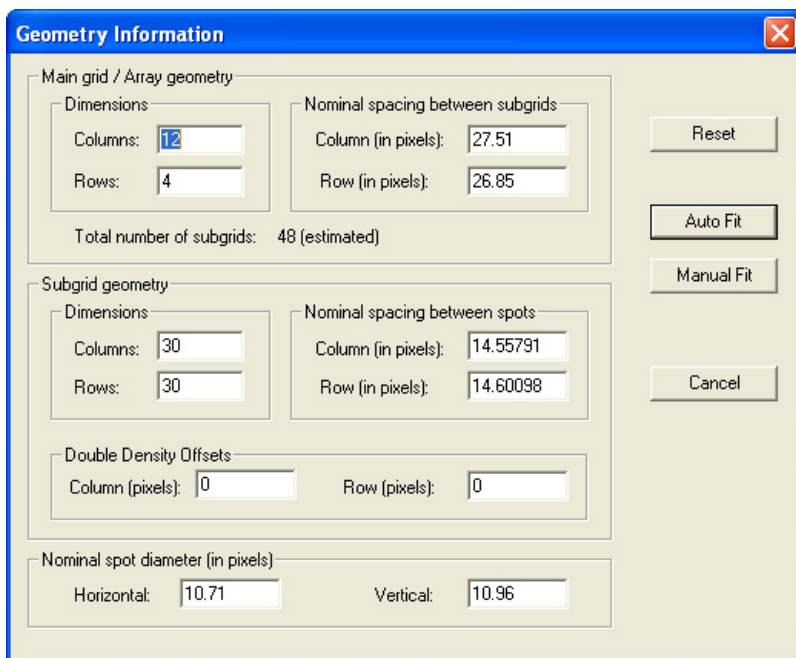 Geometry Information
Main grid / Array geometry
Dimensions
Columns: 12
Rows: 4
Nominal spacing between subgrids
Column (in pixels): 27.51
Row (in pixels): 26.85
Total number of subgrids: 48 (estimated)
Subgrid geometry
Dimensions
Columns: 30
Rows: 30
Nominal spacing between spots
Column (in pixels): 14.55791
Row (in pixels): 14.60098
Double Density Offsets
Column (pixels): 0 Row (pixels): 0
Nominal spot diameter (in pixels)
Horizontal: 10.71 Vertical: 10.96
Reset
Auto Fit
Manual Fit
Cancel